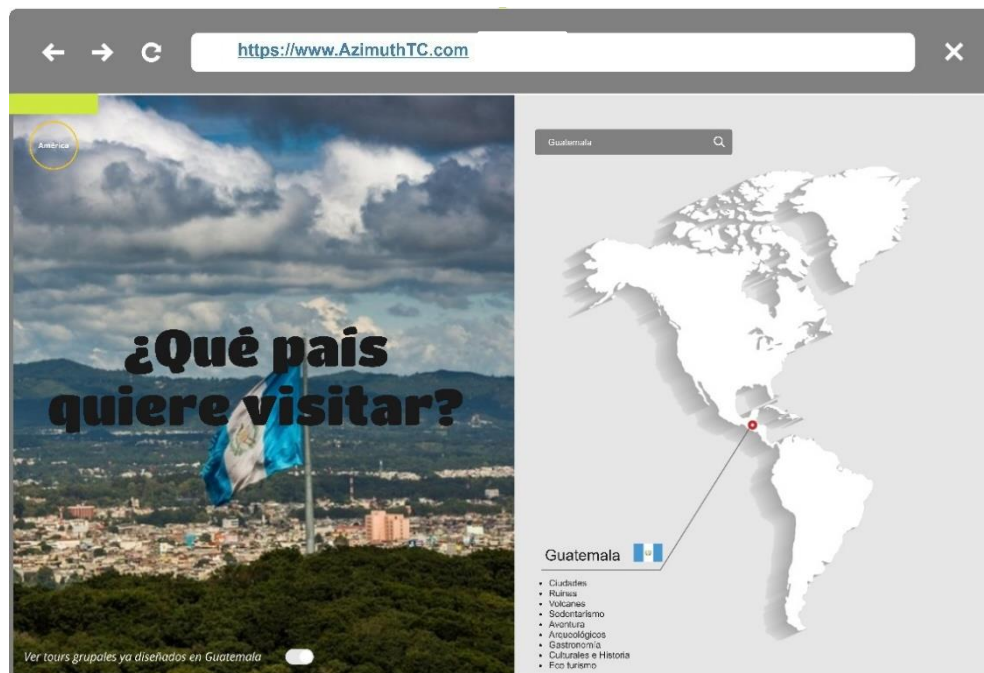 https://www.AzimuthTC.com
América
¿Qué país
quiere visitar?
Ver tours grupales ya diseñados en Guatemala
Guatemala
Guatemala
• Ciudades
• Ruinas
• Volcanes
• Sedentarismo
• Aventura
• Arqueológicos
• Gastronomía
• Culturales e Historia
• Eco turismo